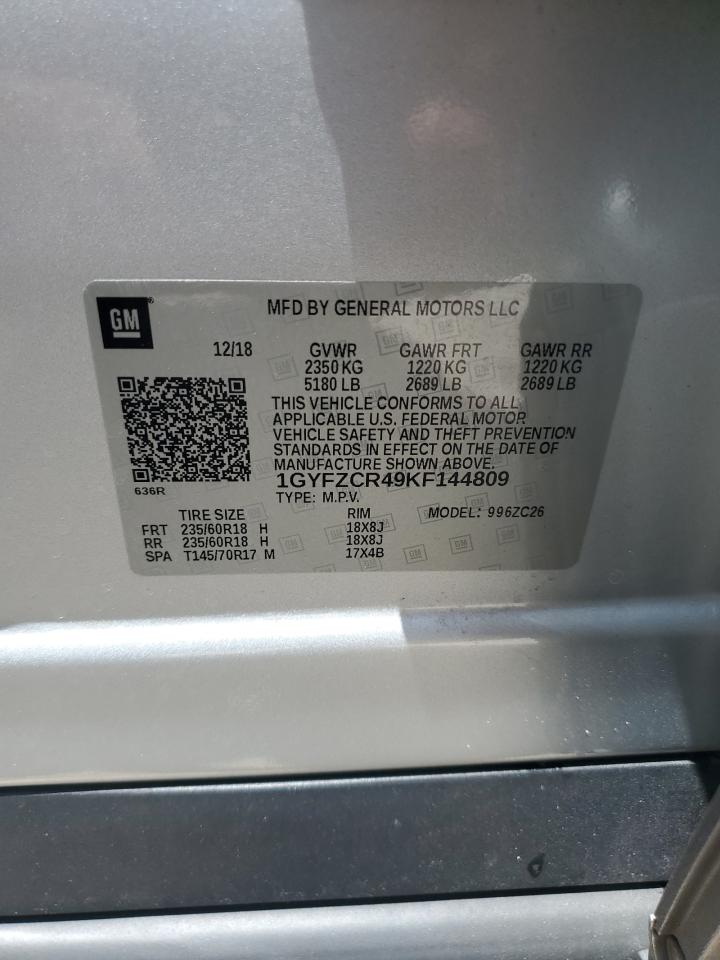 GM ®
MFD BY GENERAL MOTORS LLC
12/18 GVWR GAWR FRT GAWR RR
2350 KG 1220 KG 1220 KG
5180 LB 2689 LB 2689 LB
THIS VEHICLE CONFORMS TO ALL
APPLICABLE U.S. FEDERAL MOTOR
VEHICLE SAFETY AND THEFT PREVENTION
STANDARDS IN EFFECT ON THE DATE OF
MANUFACTURE SHOWN ABOVE.
1GYFZCR49KF144809
636R
TYPE: M.P.V.
TIRE SIZE RIM MODEL: 996ZC26
FRT 235/60R18 H 18X8J
RR 235/60R18 H 18X8J
SPA T145/70R17 M 17X4B